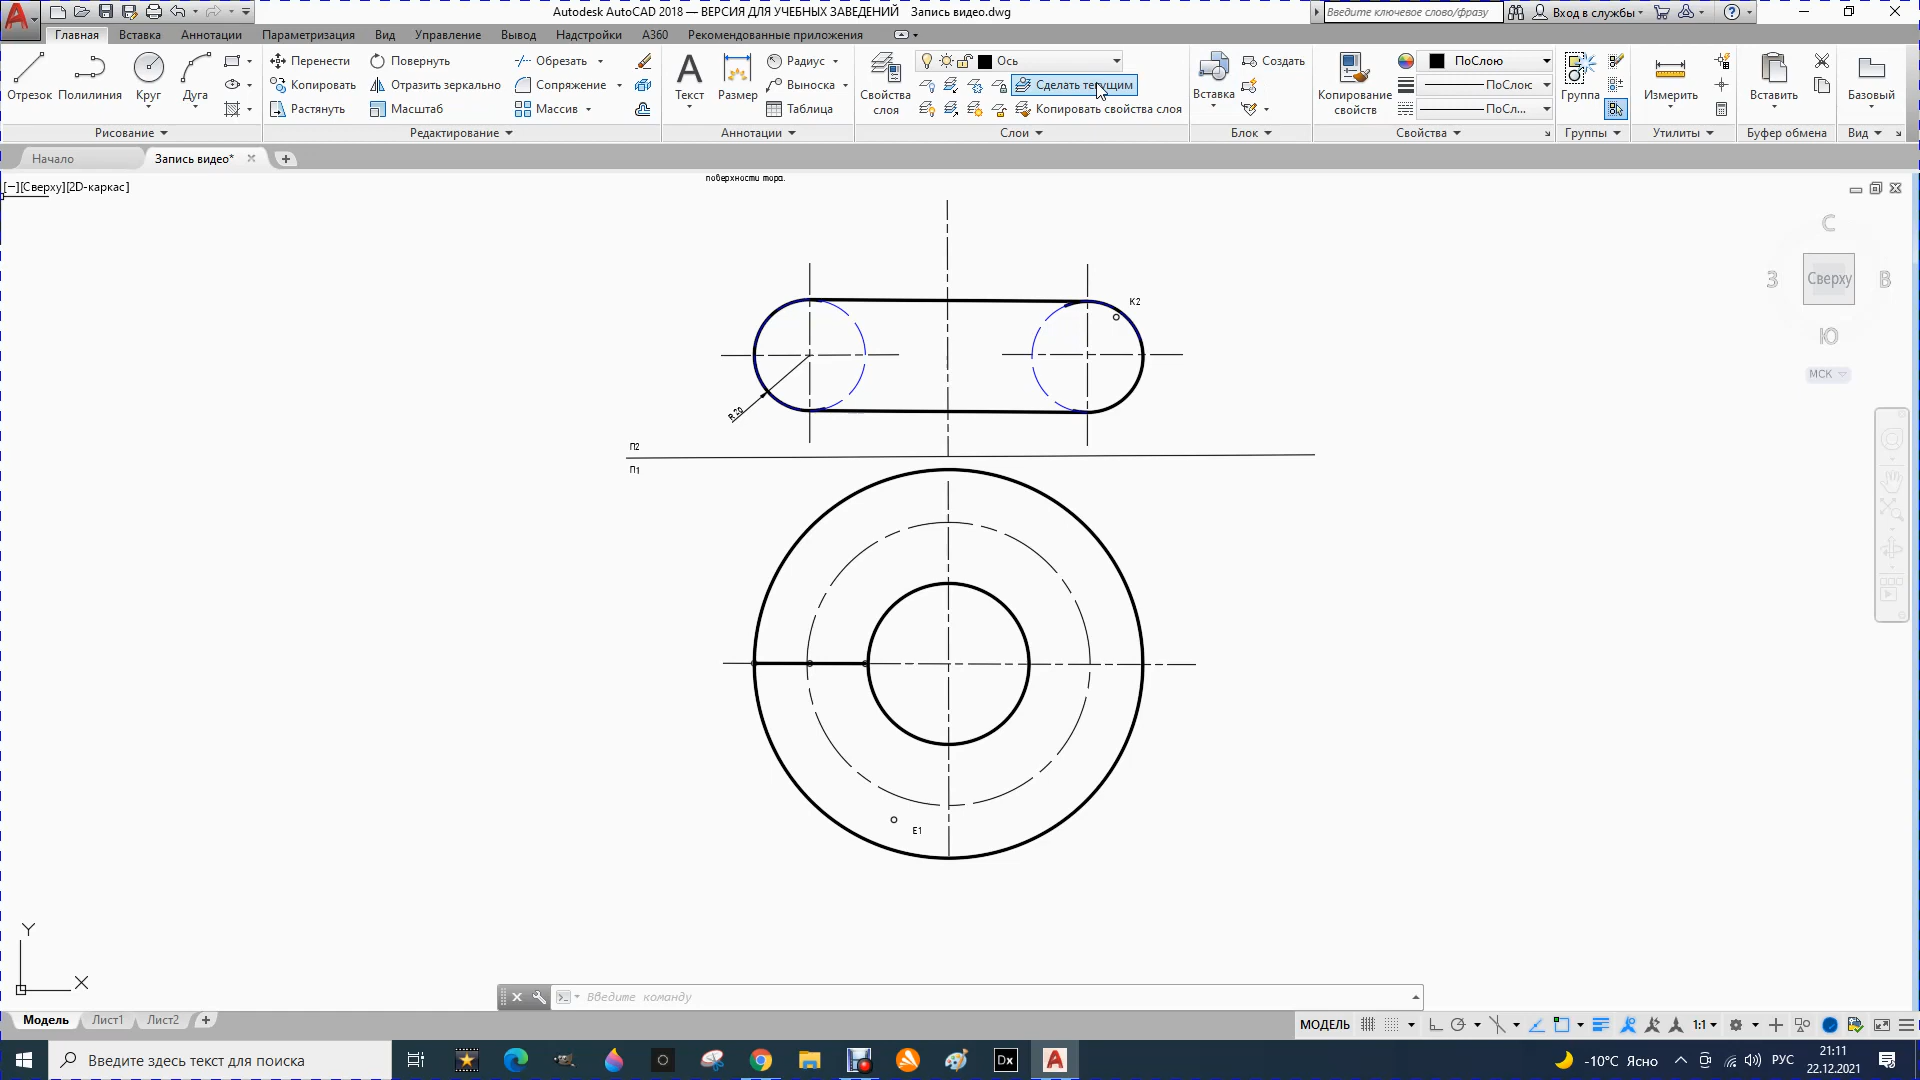 Autodesk AutoCAD 2018 — ВЕРСИЯ ДЛЯ УЧЕБНЫХ ЗАВЕДЕНИЙ Запись видео.dwg
Введите ключевое слово/фразу
Вход в службы
Главная Вставка Аннотации Параметризация Вид Управление Вывод Надстройки A360 Рекомендованные приложения
Отрезок Полилиния Круг Дуга
Рисование
Перенести Повернуть Обрезать
Копировать Отразить зеркально Сопряжение
Растянуть Масштаб Массив
Редактирование
Текст Размер
Радиус
Выноска
Таблица
Аннотации
Свойства слоя
Ось
Сделать текущим
Копировать свойства слоя
Слои
Вставка
Создать
Блок
Копирование свойств
ПоСлою
ПоСлою
ПоСл...
Свойства
Группа
Группы
Измерить
Утилиты
Вставить
Буфер обмена
Базовый
Вид
Начало Запись видео*
[−][Сверху][2D-каркас]
поверхности тора.
С
З Сверху В
Ю
МСК
К2
R 20
П2
П1
Е1
Y
X
Введите команду
Модель Лист1 Лист2
МОДЕЛЬ
1:1
Введите здесь текст для поиска
Dx
-10°C Ясно
РУС
21:11
22.12.2021